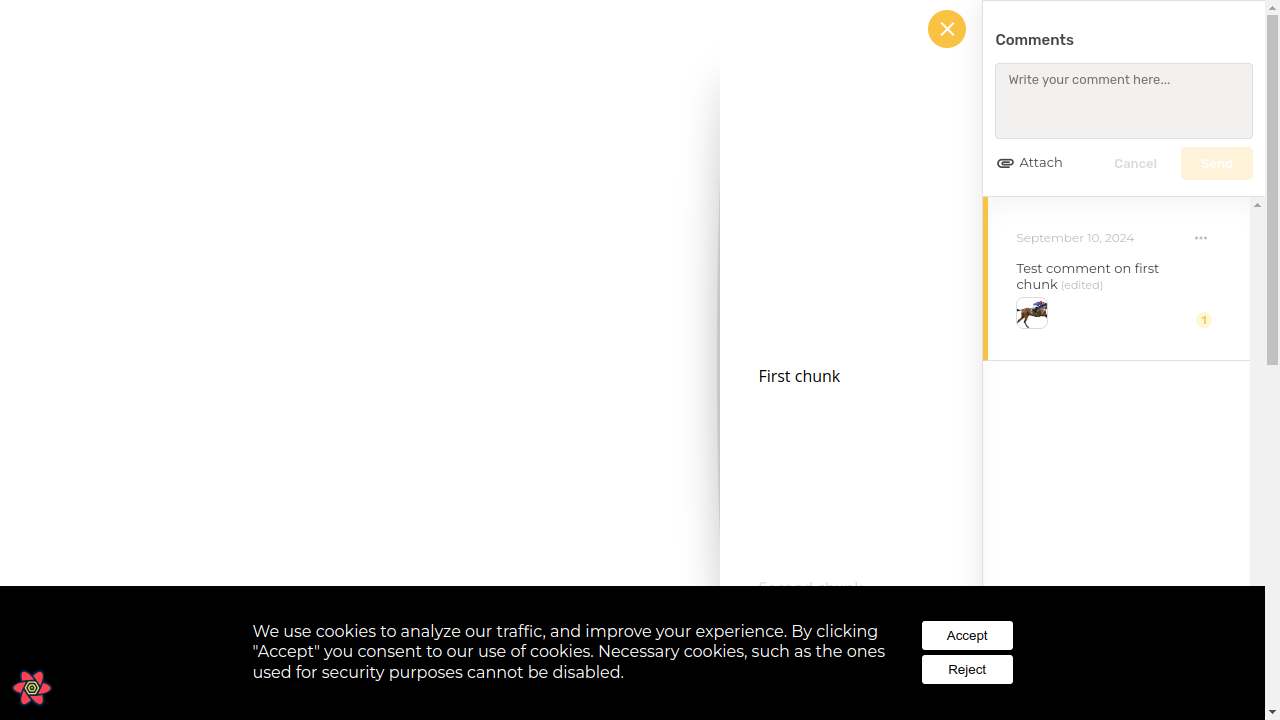 Comments
Write your comment here...
Attach
Cancel
Send
September 10, 2024
Test comment on first
chunk (edited)
1
First chunk
Second chunk
We use cookies to analyze our traffic, and improve your experience. By clicking
"Accept" you consent to our use of cookies. Necessary cookies, such as the ones
used for security purposes cannot be disabled.
Accept
Reject